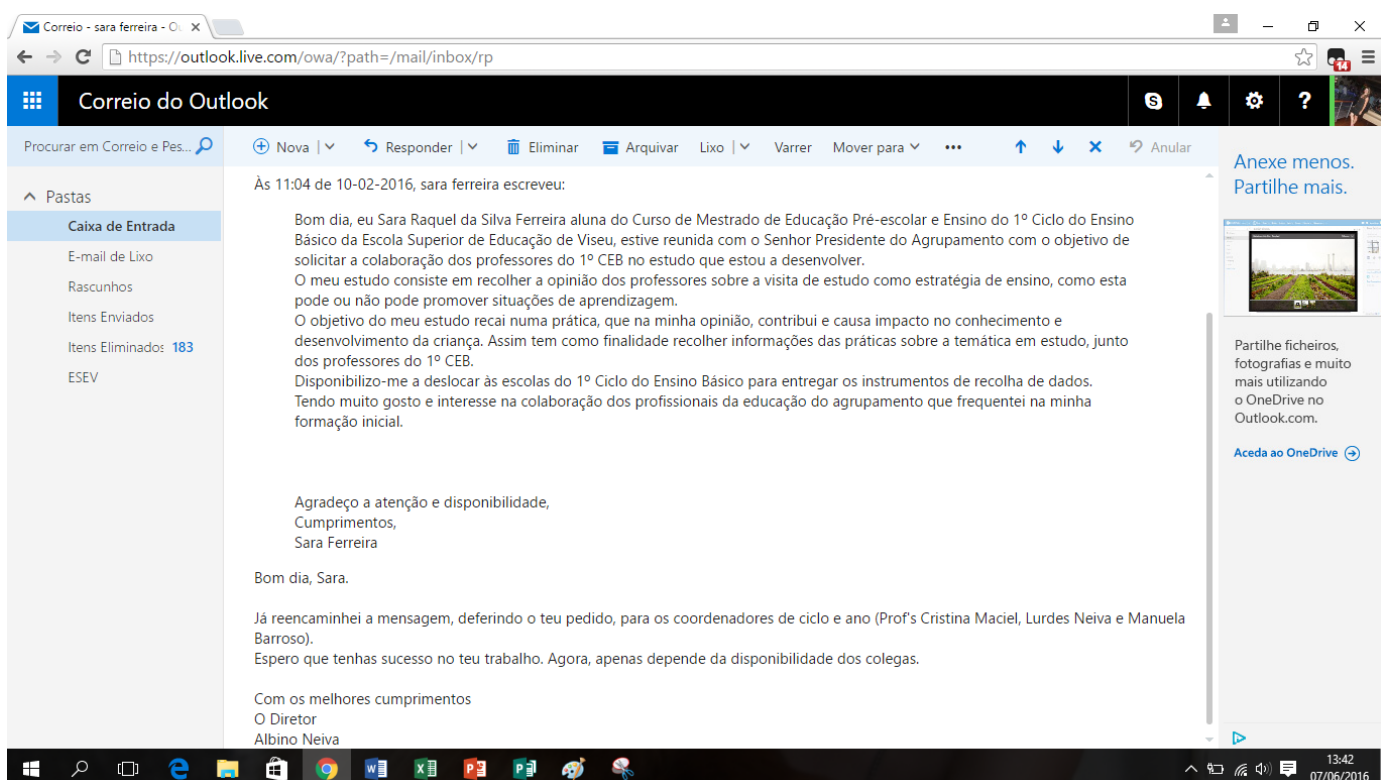 Correio - sara ferreira - O
https://outlook.live.com/owa/?path=/mail/inbox/rp
14
Correio do Outlook
?
Procurar em Correio e Pes...
Nova
Responder
Eliminar
Arquivar
Lixo
Varrer
Mover para
...
Anular
Pastas
Caixa de Entrada
E-mail de Lixo
Rascunhos
Itens Enviados
Itens Eliminados 183
ESEV
Às 11:04 de 10-02-2016, sara ferreira escreveu:
Bom dia, eu Sara Raquel da Silva Ferreira aluna do Curso de Mestrado de Educação Pré-escolar e Ensino do 1º Ciclo do Ensino
Básico da Escola Superior de Educação de Viseu, estive reunida com o Senhor Presidente do Agrupamento com o objetivo de
solicitar a colaboração dos professores do 1º CEB no estudo que estou a desenvolver.
O meu estudo consiste em recolher a opinião dos professores sobre a visita de estudo como estratégia de ensino, como esta
pode ou não pode promover situações de aprendizagem.
O objetivo do meu estudo recai numa prática, que na minha opinião, contribui e causa impacto no conhecimento e
desenvolvimento da criança. Assim tem como finalidade recolher informações das práticas sobre a temática em estudo, junto
dos professores do 1º CEB.
Disponibilizo-me a deslocar às escolas do 1º Ciclo do Ensino Básico para entregar os instrumentos de recolha de dados.
Tendo muito gosto e interesse na colaboração dos profissionais da educação do agrupamento que frequentei na minha
formação inicial.
Agradeço a atenção e disponibilidade,
Cumprimentos,
Sara Ferreira
Bom dia, Sara.
Já reencaminhei a mensagem, deferindo o teu pedido, para os coordenadores de ciclo e ano (Prof's Cristina Maciel, Lurdes Neiva e Manuela
Barroso).
Espero que tenhas sucesso no teu trabalho. Agora, apenas depende da disponibilidade dos colegas.
Com os melhores cumprimentos
O Diretor
Albino Neiva
Anexe menos.
Partilhe mais.
Partilhe ficheiros,
fotografias e muito
mais utilizando
o OneDrive no
Outlook.com.
Aceda ao OneDrive
13:42
07/06/2016